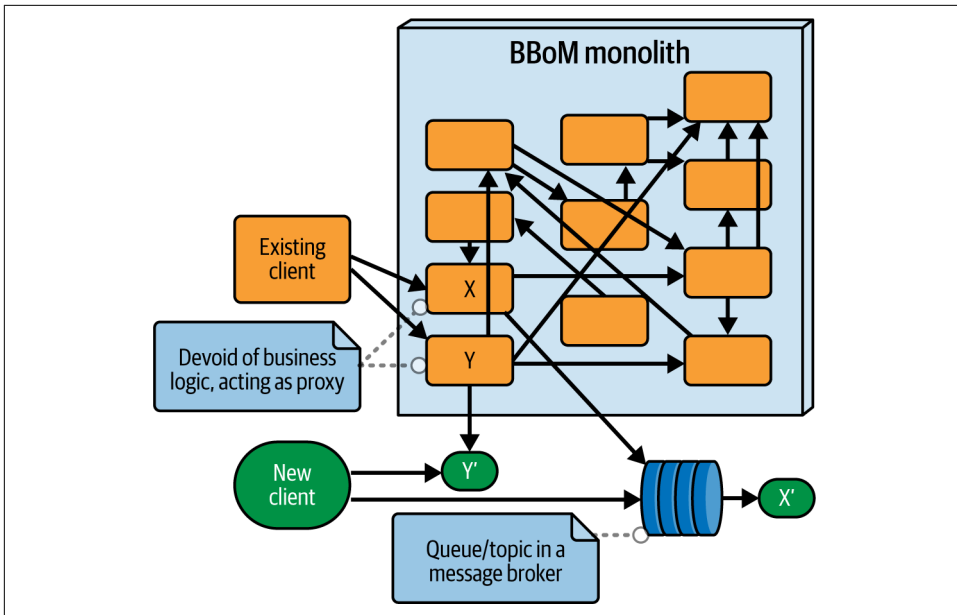 BBoM monolith
Existing
client
X
Devoid of business
logic, acting as proxy
Y
New
client
Y'
X'
Queue/topic in a
message broker